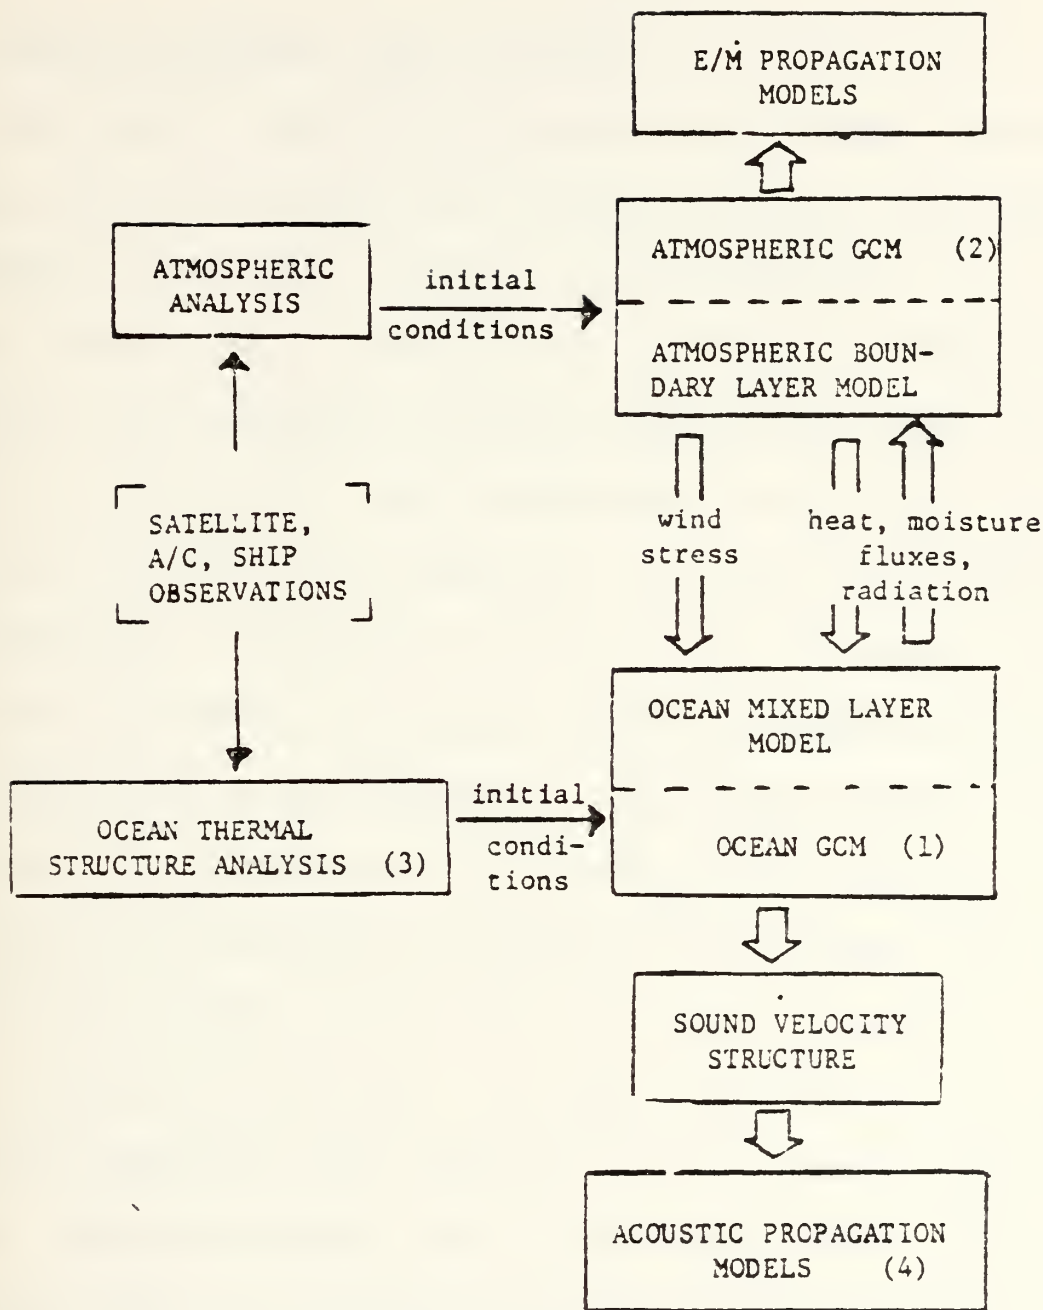 E/M PROPAGATION
MODELS
ATMOSPHERIC GCM (2)
ATMOSPHERIC BOUN-
DARY LAYER MODEL
ATMOSPHERIC
ANALYSIS
initial
conditions
SATELLITE,
A/C, SHIP
OBSERVATIONS
wind
stress
heat, moisture
fluxes,
radiation
OCEAN MIXED LAYER
MODEL
OCEAN GCM (1)
initial
condi-
tions
OCEAN THERMAL
STRUCTURE ANALYSIS (3)
SOUND VELOCITY
STRUCTURE
ACOUSTIC PROPAGATION
MODELS (4)